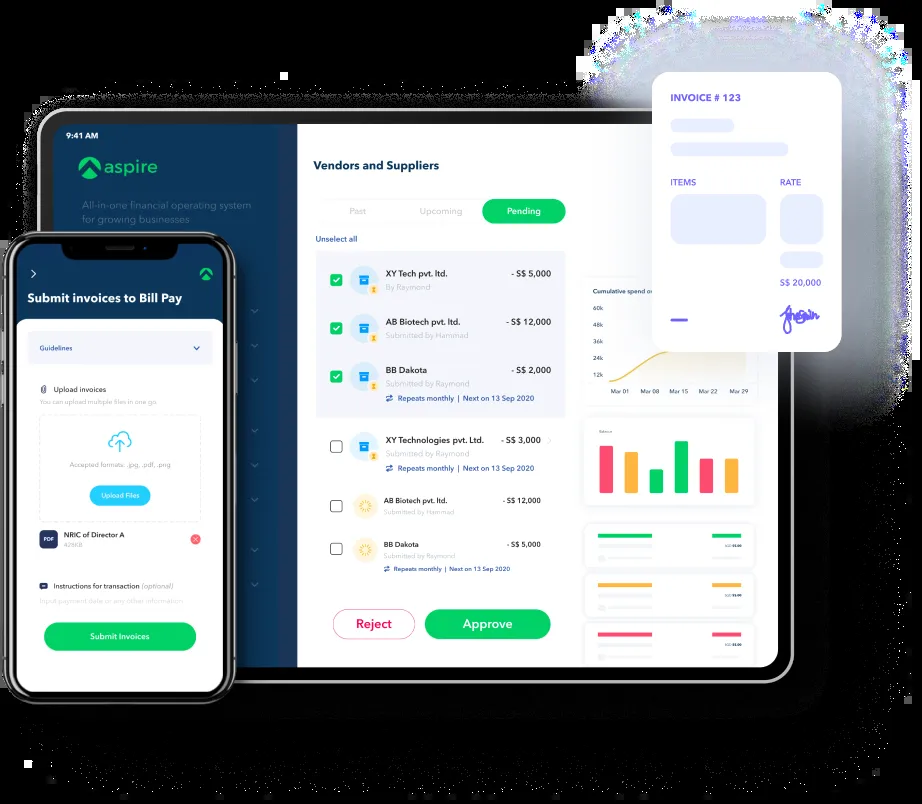 9:41 AM
aspire
All-in-one financial operating system
for growing businesses
Submit invoices to Bill Pay
Guidelines
Upload invoices
You can upload multiple files in one go.
Accepted formats: .jpg, .pdf, .png
Upload Files
PDF
NRIC of Director A
428KB
Instructions for transaction (optional)
Input payment date or any other information
Submit Invoices
Vendors and Suppliers
Past Upcoming Pending
Unselect all
XY Tech pvt. ltd. - S$ 5,000
by Raymond
AB Biotech pvt. ltd. - S$ 12,000
Submitted by Hammad
BB Dakota - S$ 2,000
Submitted by Raymond
Repeats monthly | Next on 13 Sep 2020
XY Technologies pvt. Ltd. - S$ 3,000
Repeats monthly | Next on 13 Sep 2020
AB Biotech pvt. ltd. - S$ 12,000
Submitted by Hammad
BB Dakota - S$ 5,000
Submitted by Raymond
Repeats monthly | Next on 13 Sep 2020
Reject Approve
INVOICE # 123
ITEMS RATE
S$ 20,000
Cumulative spend ov
60k
48k
36k
24k
12k
Mar 01 Mar 08 Mar 15 Mar 22 Mar 29